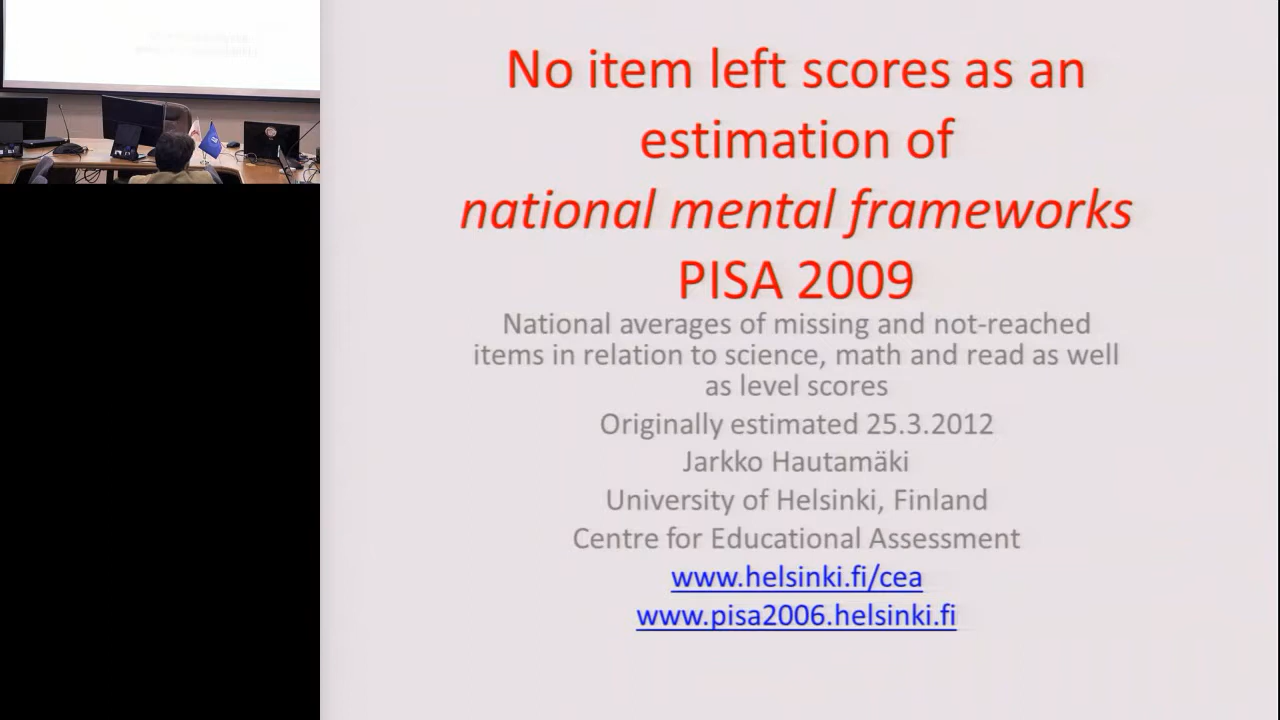 No item left scores as an
estimation of
national mental frameworks
PISA 2009
National averages of missing and not-reached
items in relation to science, math and read as well
as level scores
Originally estimated 25.3.2012
Jarkko Hautamäki
University of Helsinki, Finland
Centre for Educational Assessment
www.helsinki.fi/cea
www.pisa2006.helsinki.fi